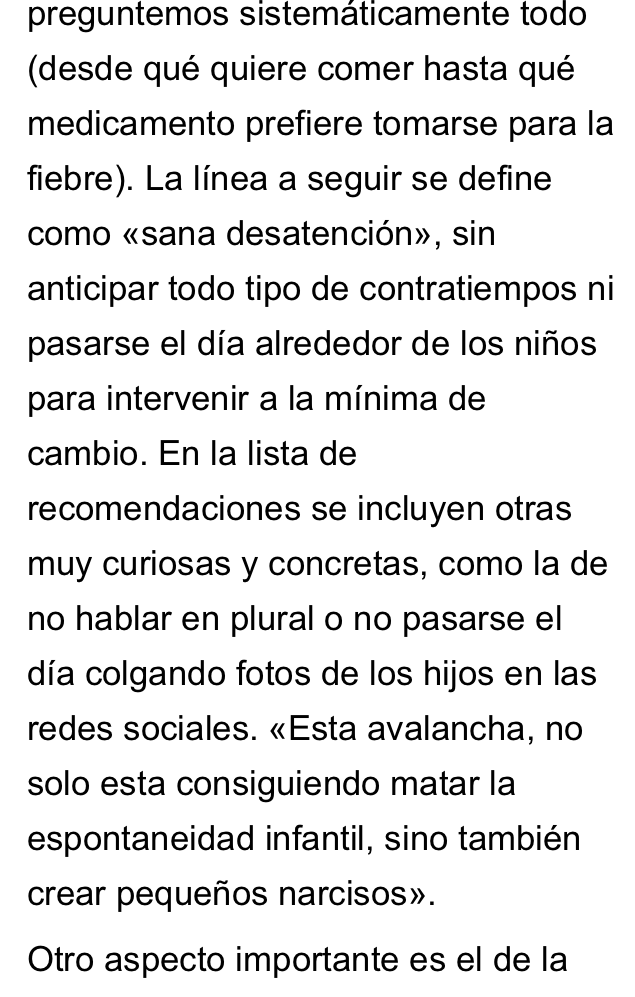 preguntemos sistemáticamente todo
(desde qué quiere comer hasta qué
medicamento prefiere tomarse para la
fiebre). La línea a seguir se define
como «sana desatención», sin
anticipar todo tipo de contratiempos ni
pasarse el día alrededor de los niños
para intervenir a la mínima de
cambio. En la lista de
recomendaciones se incluyen otras
muy curiosas y concretas, como la de
no hablar en plural o no pasarse el
día colgando fotos de los hijos en las
redes sociales. «Esta avalancha, no
solo esta consiguiendo matar la
espontaneidad infantil, sino también
crear pequeños narcisos».
Otro aspecto importante es el de la